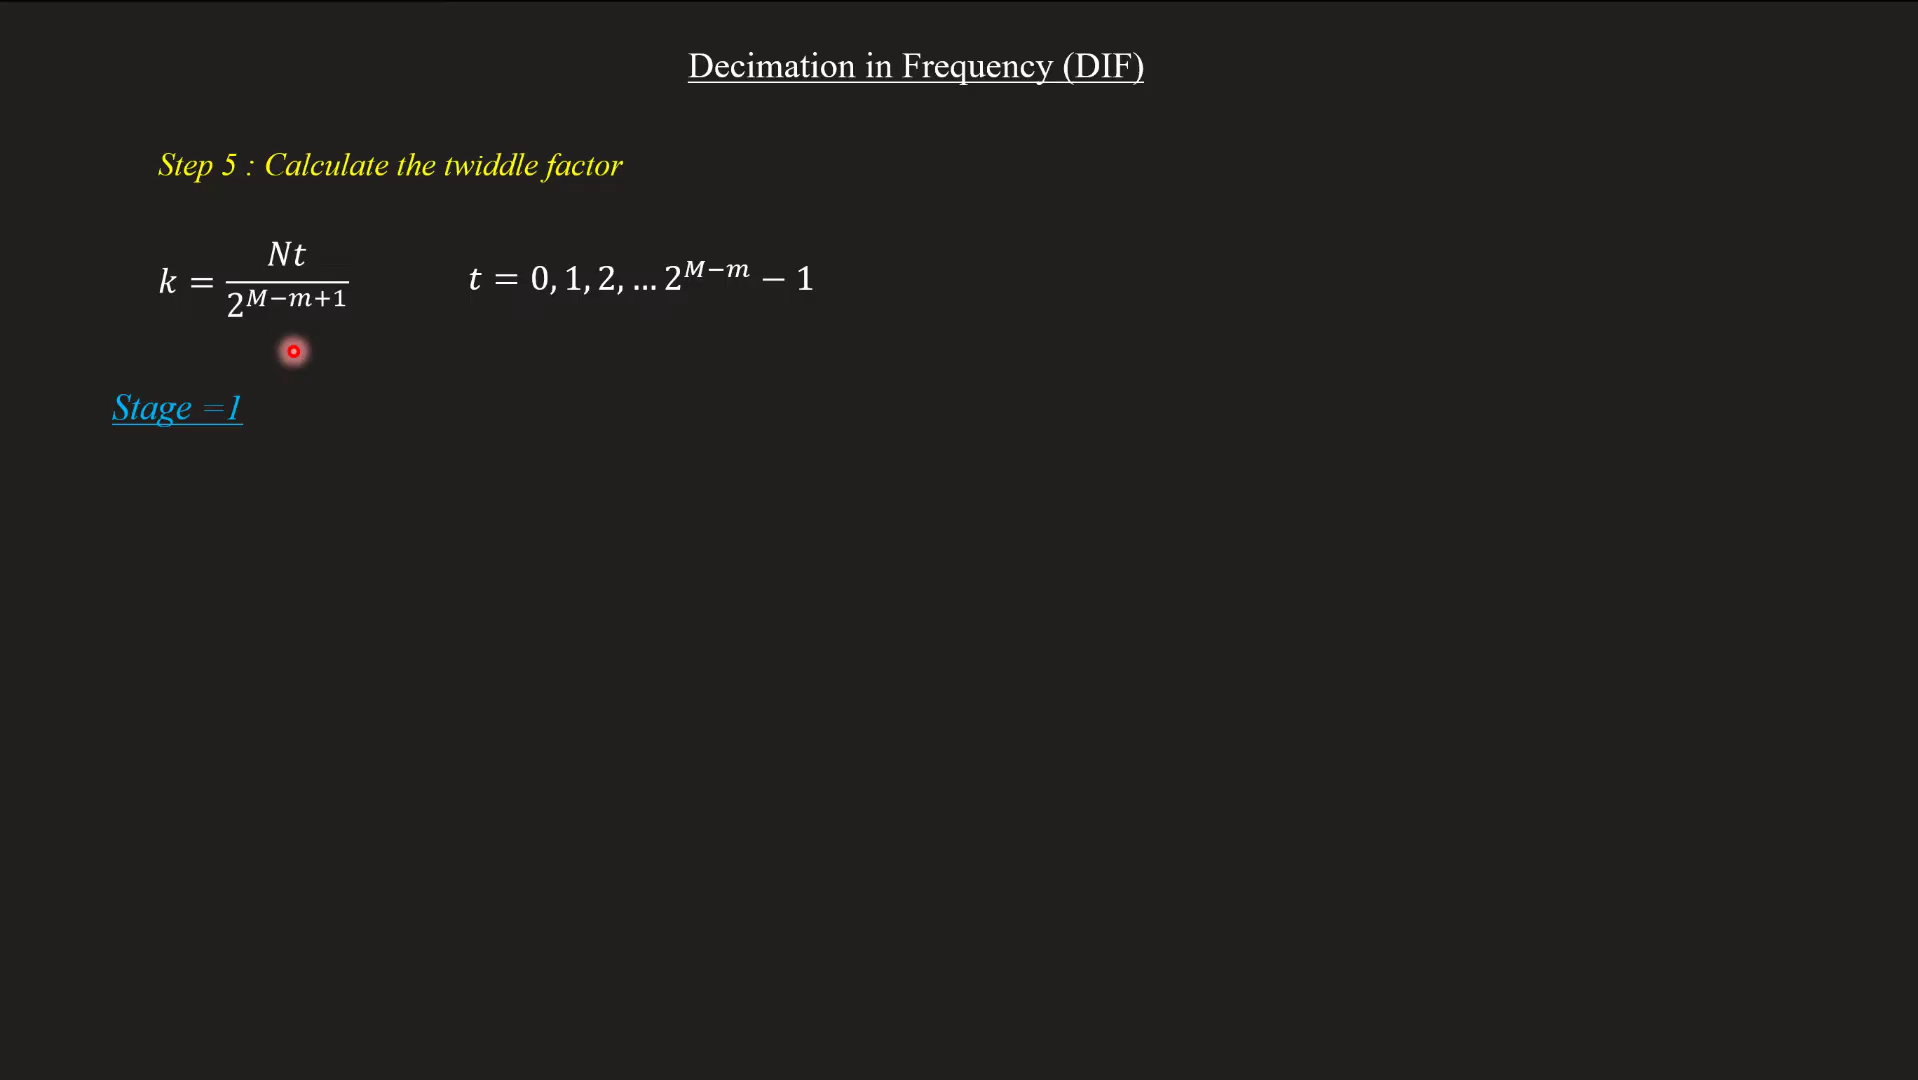 Decimation in Frequency (DIF)
Step 5 : Calculate the twiddle factor
k = \frac{Nt}{2^{M-m+1}}    t = 0, 1, 2, ... 2^{M-m} − 1
Stage =1